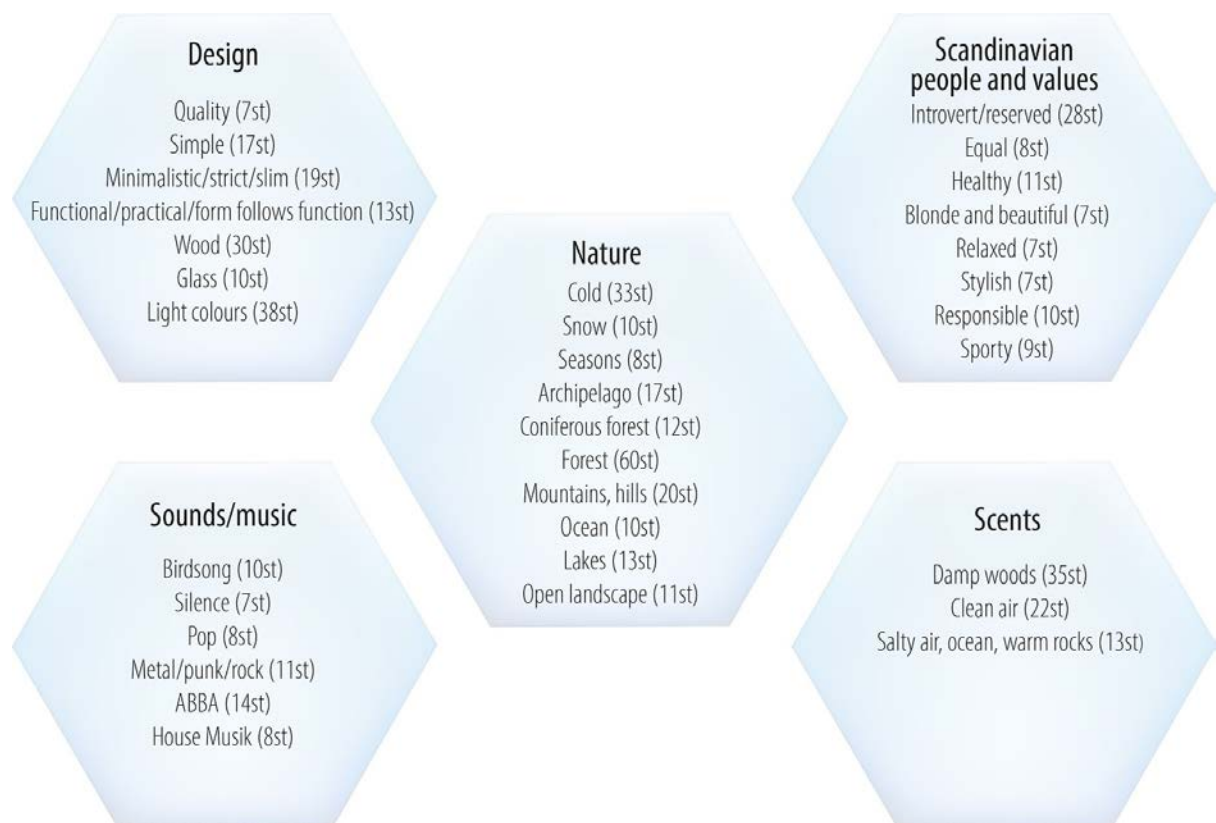 Design
Quality (7st)
Simple (17st)
Minimalistic/strict/slim (19st)
Functional/practical/form follows function (13st)
Wood (30st)
Glass (10st)
Light colours (38st)
Scandinavian
people and values
Introvert/reserved (28st)
Equal (8st)
Healthy (11st)
Blonde and beautiful (7st)
Relaxed (7st)
Stylish (7st)
Responsible (10st)
Sporty (9st)
Nature
Cold (33st)
Snow (10st)
Seasons (8st)
Archipelago (17st)
Coniferous forest (12st)
Forest (60st)
Mountains, hills (20st)
Ocean (10st)
Lakes (13st)
Open landscape (11st)
Sounds/music
Birdsong (10st)
Silence (7st)
Pop (8st)
Metal/punk/rock (11st)
ABBA (14st)
House Musik (8st)
Scents
Damp woods (35st)
Clean air (22st)
Salty air, ocean, warm rocks (13st)